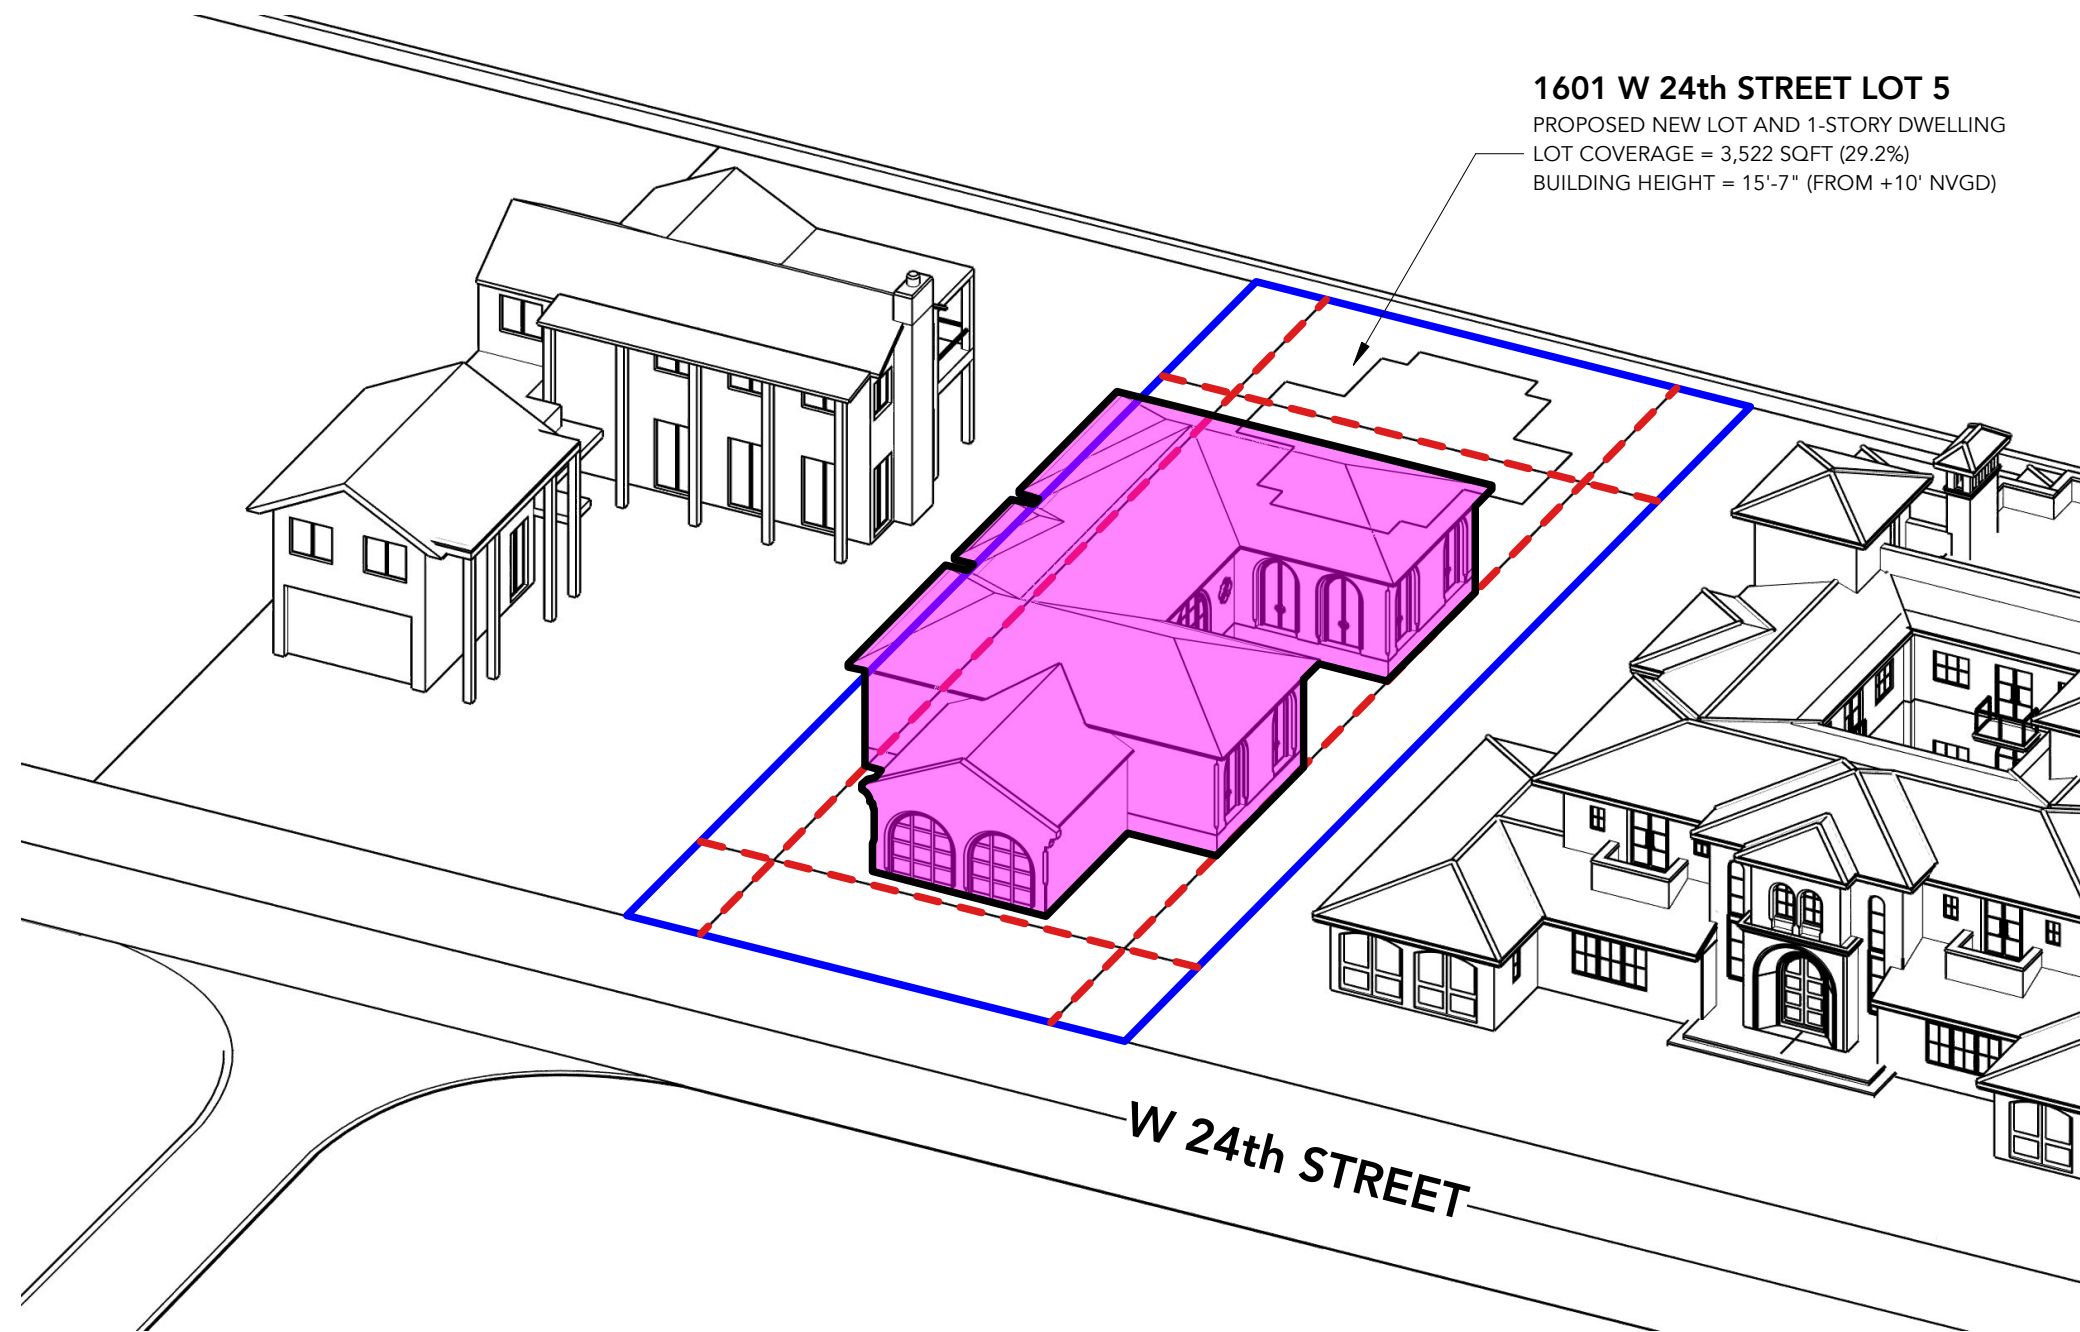 1601 W 24th STREET LOT 5
PROPOSED NEW LOT AND 1-STORY DWELLING
LOT COVERAGE = 3,522 SQFT (29.2%)
BUILDING HEIGHT = 15'-7" (FROM +10' NVGD)
W 24th STREET